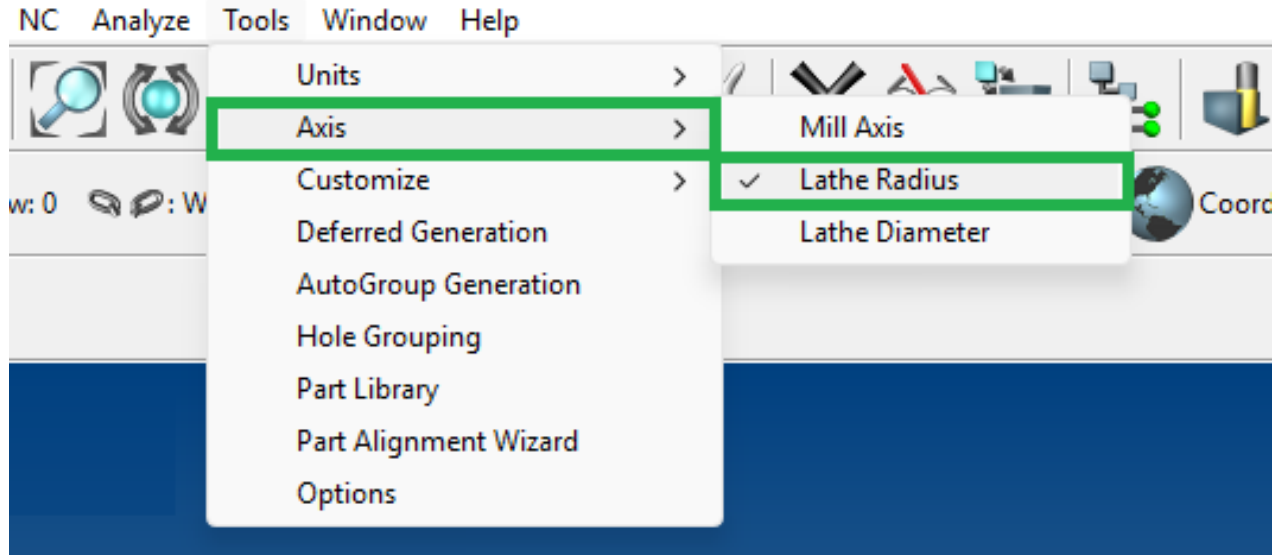 NC Analyze Tools Window Help
Units
Axis
Mill Axis
Customize
Lathe Radius
w: 0
: W
Coord
Deferred Generation
Lathe Diameter
AutoGroup Generation
Hole Grouping
Part Library
Part Alignment Wizard
Options